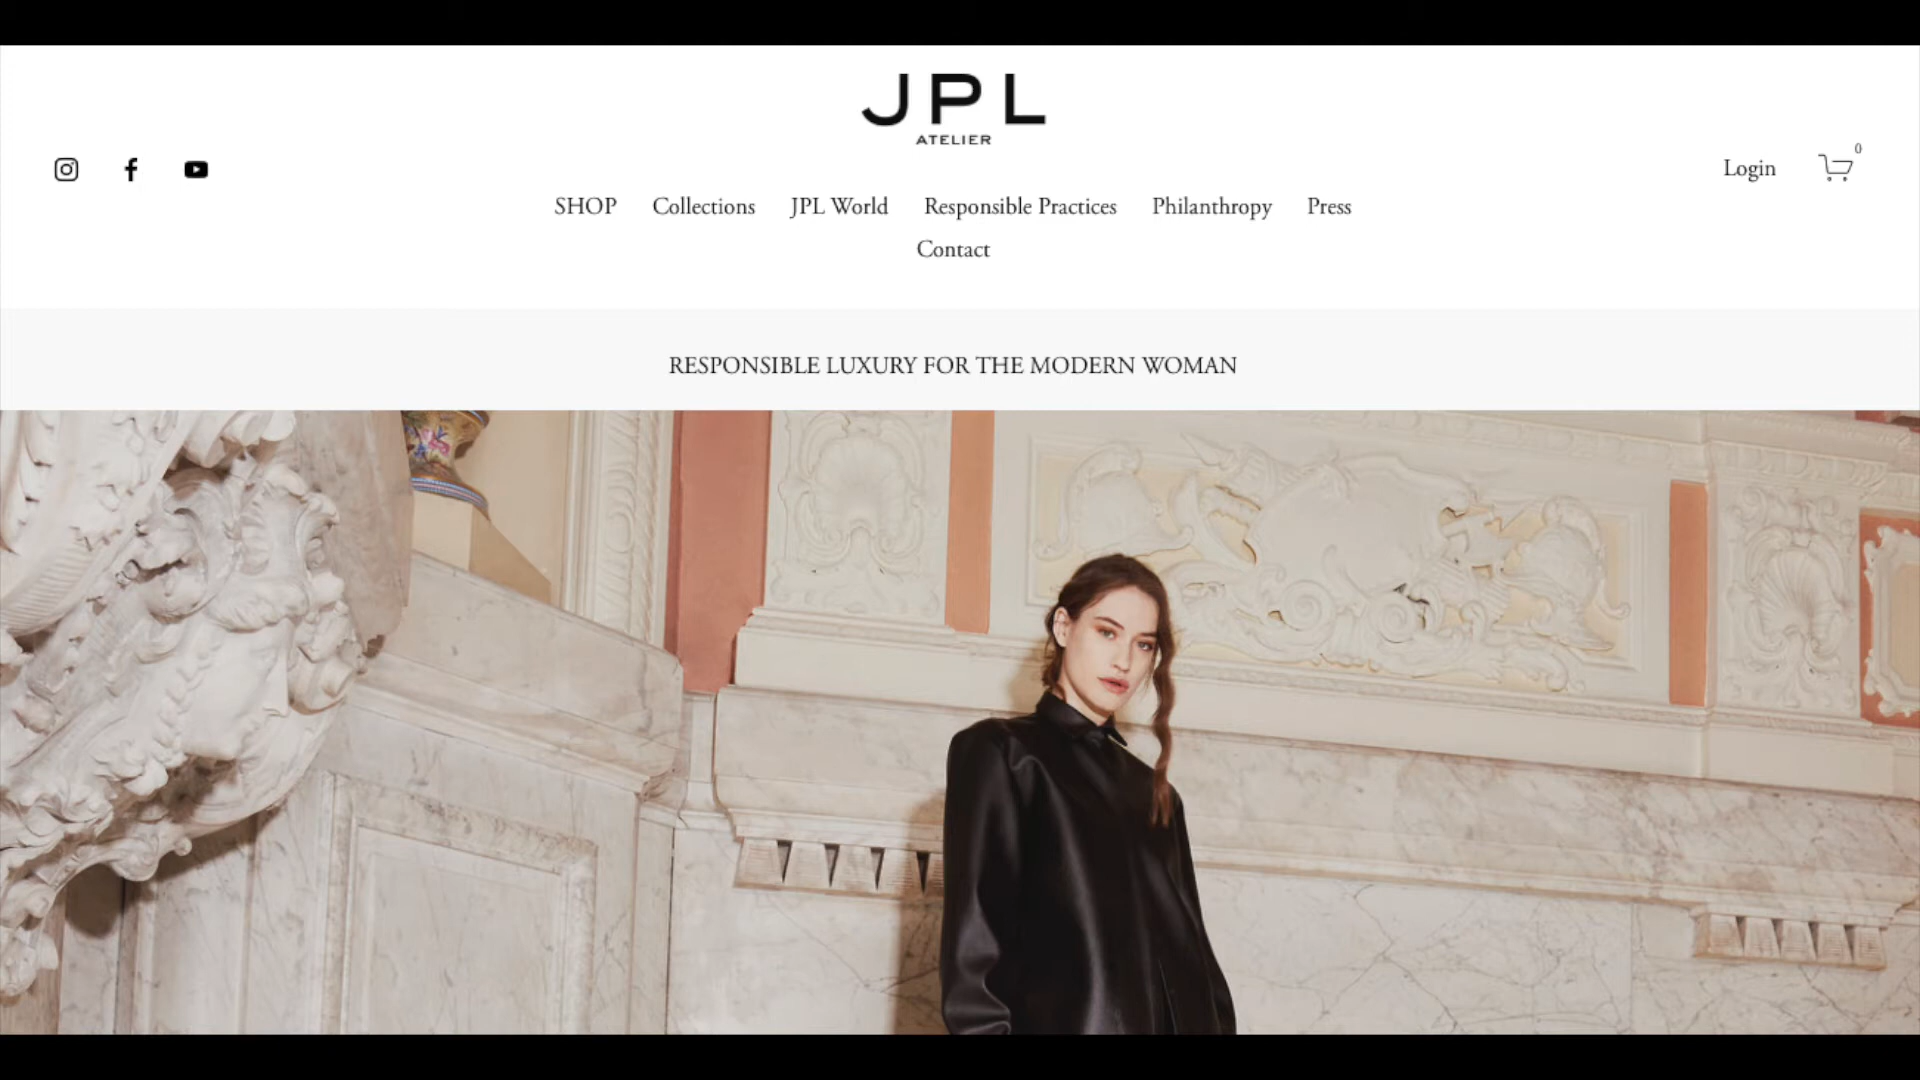 JPL
ATELIER
Login
0
SHOP Collections JPL World Responsible Practices Philanthropy Press
Contact
RESPONSIBLE LUXURY FOR THE MODERN WOMAN